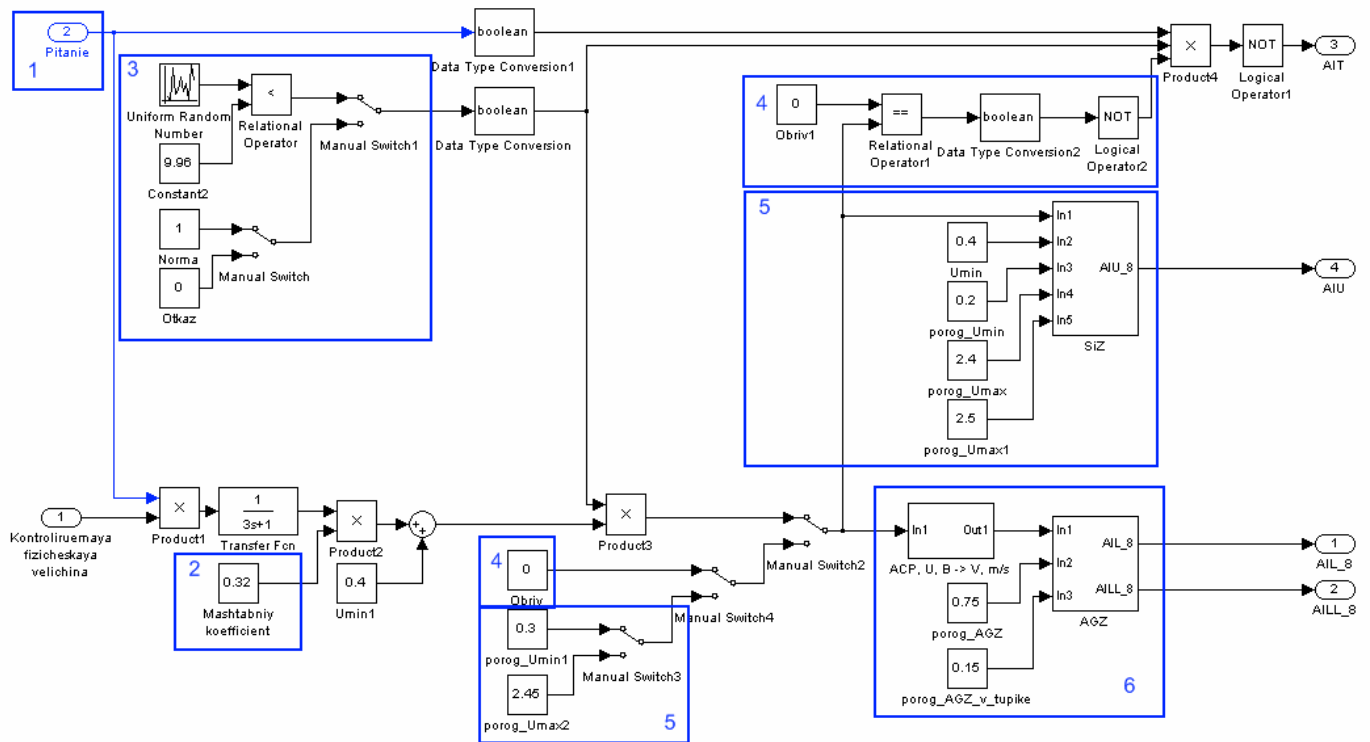 2
Pitanie
1
boolean
Data Type Conversion1
×
Product4
NOT
Logical
Operator1
3
AIT
3
Uniform Random
Number
<
Relational
Operator
9.96
Constant2
Manual Switch1
boolean
Data Type Conversion
1
Norma
Manual Switch
0
Otkaz
4
0
Obriv1
==
Relational
Operator1
boolean
Data Type Conversion2
NOT
Logical
Operator2
5
0.4
Umin
0.2
porog_Umin
2.4
porog_Umax
2.5
porog_Umax1
In1
In2
In3
In4
In5
AIU_8
SiZ
4
AIU
1
Kontroliruemaya
fizicheskaya
velichina
×
Product1
1
3s+1
Transfer Fcn
×
Product2
2
0.32
Mashtabniy
koefficient
0.4
Umin1
+
+
×
Product3
4
0
Obriv
Manual Switch2
Manual Switch4
0.3
porog_Umin1
Manual Switch3
2.45
porog_Umax2
5
In1
Out1
ACP, U, B -> V, m/s
0.75
porog_AGZ
0.15
porog_AGZ_v_tupike
In1
In2
In3
AIL_8
AILL_8
AGZ
6
1
AIL_8
2
AILL_8